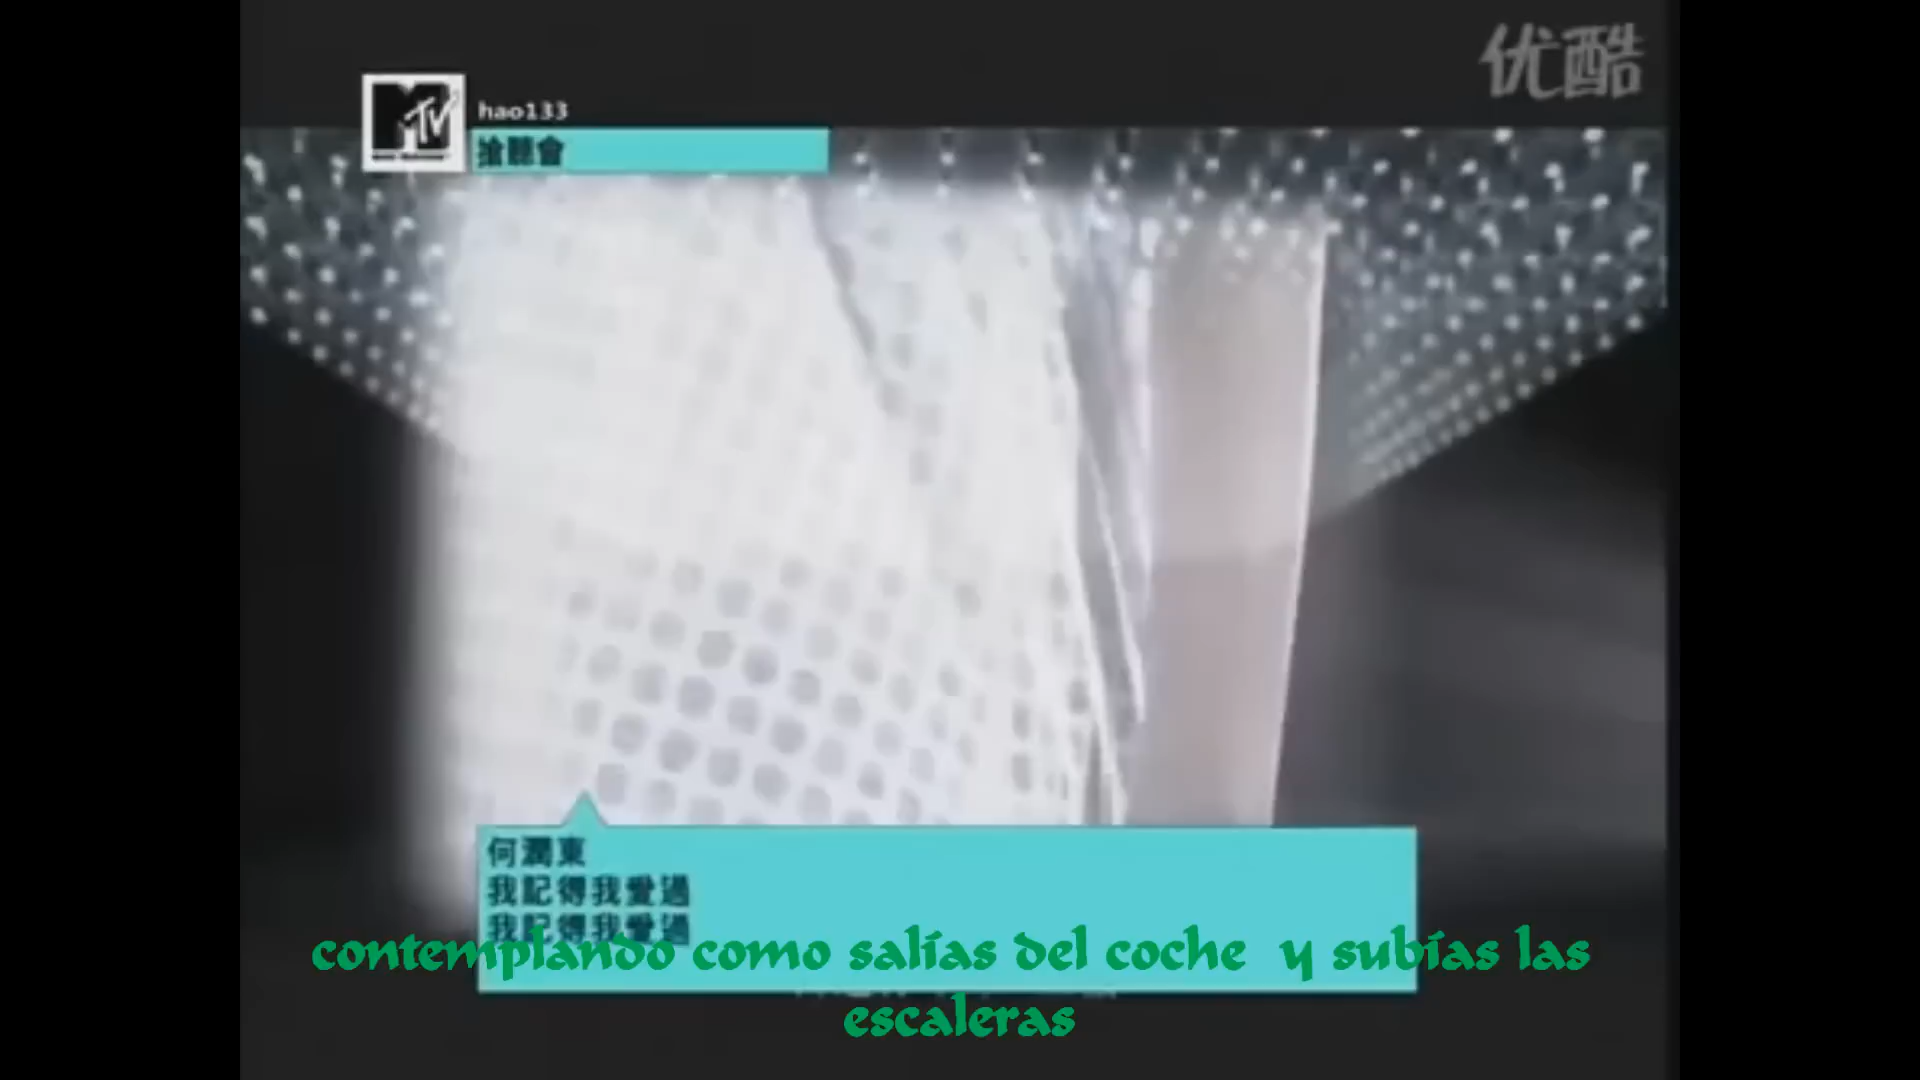 优酷
MTV
hao133
搶聽會
何潤東
我記得我愛過
我記得我愛過
contemplando como salías del coche y subías las
escaleras